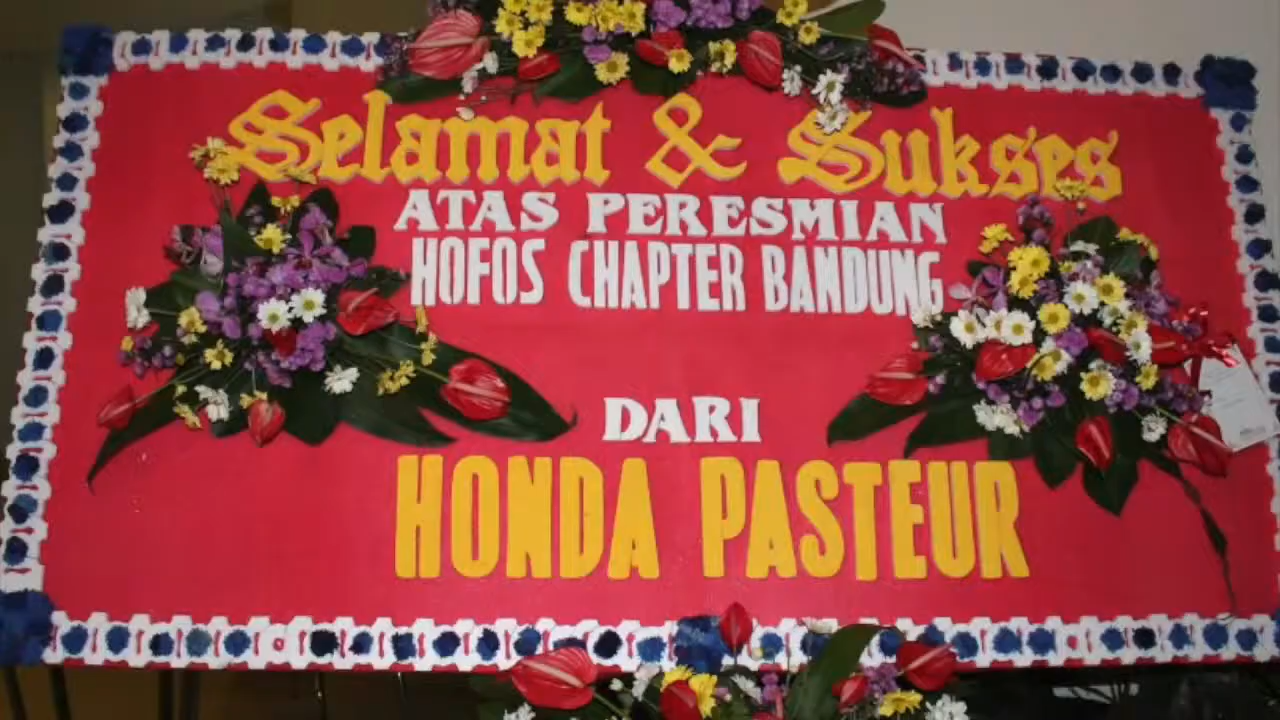 Selamat & Sukses
ATAS PERESMIAN
HOFOS CHAPTER BANDUNG
DARI
HONDA PASTEUR